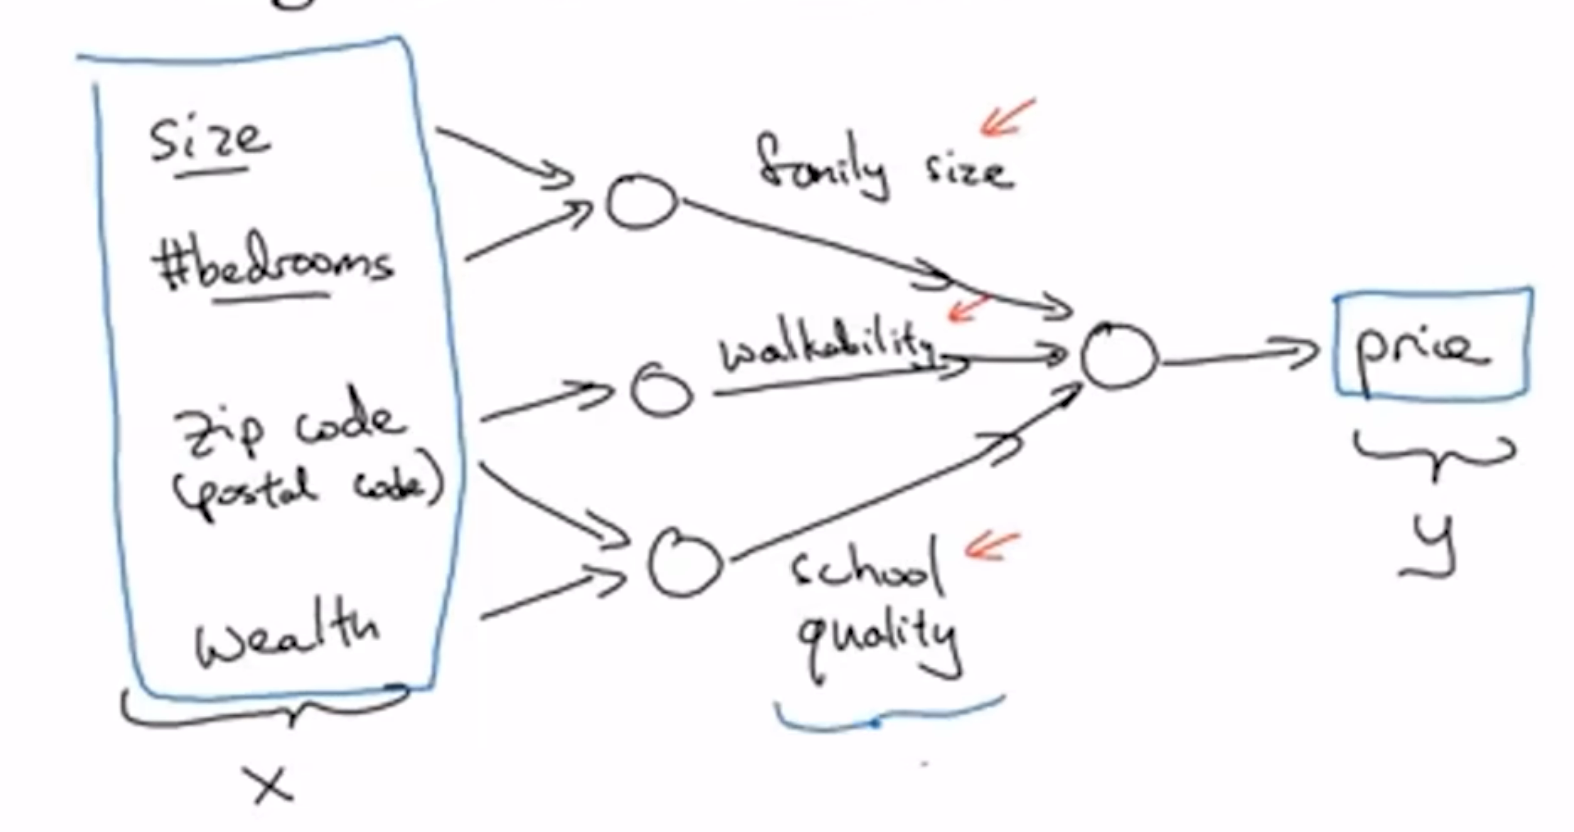 size
#bedrooms
zip code
(postal code)
wealth
family size
walkability
school
quality
price
x
y